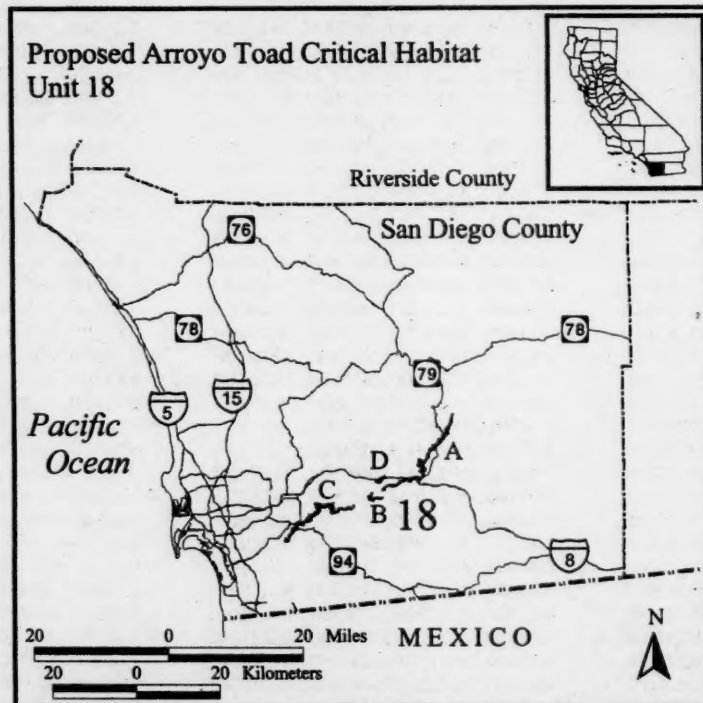 Proposed Arroyo Toad Critical Habitat
Unit 18
Riverside County
San Diego County
76
78
78
79
5
15
Pacific
Ocean
A
D
C
B
18
94
8
N
20 0 20 Miles
MEXICO
20 0 20 Kilometers